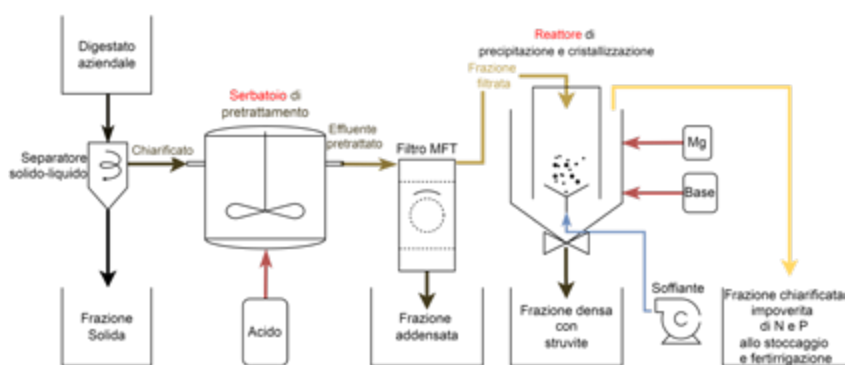 Digestato
aziendale
Separatore
solido-liquido
Chiarificato
Frazione
Solida
Serbatoio di
pretrattamento
Acido
Effluente
pretrattato
Filtro MFT
Frazione
addensata
Frazione
filtrata
Reattore di
precipitazione e cristallizzazione
Mg
Base
Frazione densa
con
struvite
Soffiante
C
Frazione chiarificata
impoverita
di N e P
allo stoccaggio
e fertirrigazione